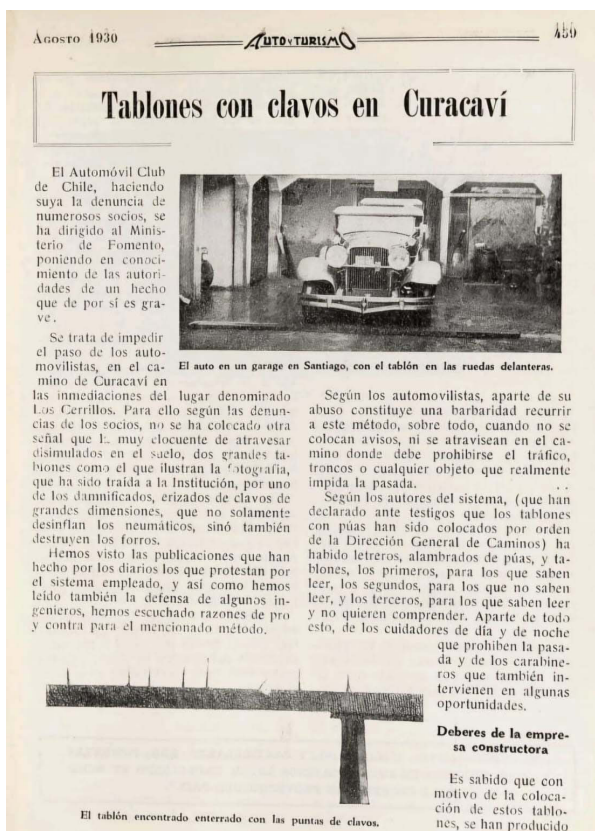 AGOSTO 1930
AUTO Y TURISMO
459
Tablones con clavos en Curacaví
El Automóvil Club
de Chile, haciendo
suya la denuncia de
numerosos socios, se
ha dirigido al Minis-
terio de Fomento,
poniendo en conoci-
miento de las autori-
dades de un hecho
que de por sí es gra-
ve.
Se trata de impedir
el paso de los auto-
movilistas, en el ca-
mino de Curacaví en
El auto en un garage en Santiago, con el tablón en las ruedas delanteras.
las inmediaciones del lugar denominado
Los Cerrillos. Para ello según las denun-
cias de los socios, no se ha colocado otra
señal que la muy elocuente de atravesar
disimulados en el suelo, dos grandes ta-
blones como el que ilustran la fotografía,
que ha sido traída a la Institución, por uno
de los damnificados, erizados de clavos de
grandes dimensiones, que no solamente
desinflan los neumáticos, sinó también
destruyen los forros.
Hemos visto las publicaciones que han
hecho por los diarios los que protestan por
el sistema empleado, y así como hemos
leído también la defensa de algunos in-
genieros, hemos escuchado razones de pro
y contra para el mencionado método.
Según los automovilistas, aparte de su
abuso constituye una barbaridad recurrir
a este método, sobre todo, cuando no se
colocan avisos, ni se atraviesan en el ca-
mino donde debe prohibirse el tráfico,
troncos o cualquier objeto que realmente
impida la pasada.
Según los autores del sistema, (que han
declarado ante testigos que los tablones
con púas han sido colocados por orden
de la Dirección General de Caminos) ha
habido letreros, alambrados de púas, y ta-
blones, los primeros, para los que saben
leer, los segundos, para los que no saben
leer, y los terceros, para los que saben leer
y no quieren comprender. Aparte de todo
esto, de los cuidadores de día y de noche
que prohiben la pasa-
da y de los carabine-
ros que también in-
tervienen en algunas
oportunidades.
Deberes de la empre-
sa constructora
Es sabido que con
motivo de la coloca-
ción de estos tablo-
nes, se han producido
El tablón encontrado enterrado con las puntas de clavos.